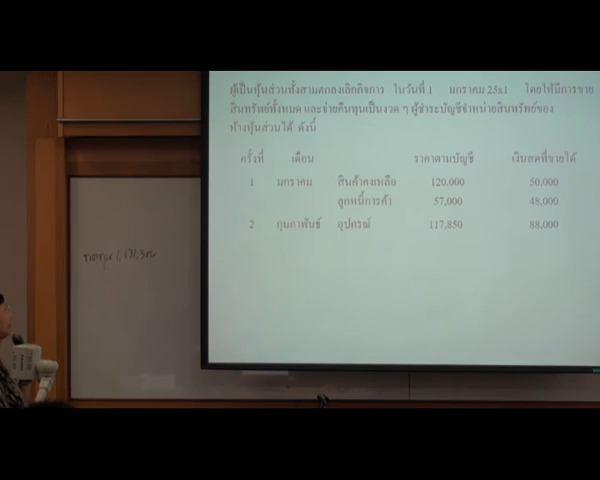 ผู้เป็นหุ้นส่วนทั้งสามตกลงเลิกกิจการ ในวันที่ 1 มกราคม 25x1 โดยให้มีการขาย
สินทรัพย์ทั้งหมด และจ่ายคืนทุนเป็นงวด ๆ ผู้ชำระบัญชีจำหน่ายสินทรัพย์ของ
ห้างหุ้นส่วนได้ ดังนี้
ครั้งที่ เดือน ราคาตามบัญชี เงินสดที่ขายได้
1 มกราคม สินค้าคงเหลือ 120,000 50,000
ลูกหนี้การค้า 57,000 48,000
2 กุมภาพันธ์ อุปกรณ์ 117,850 88,000